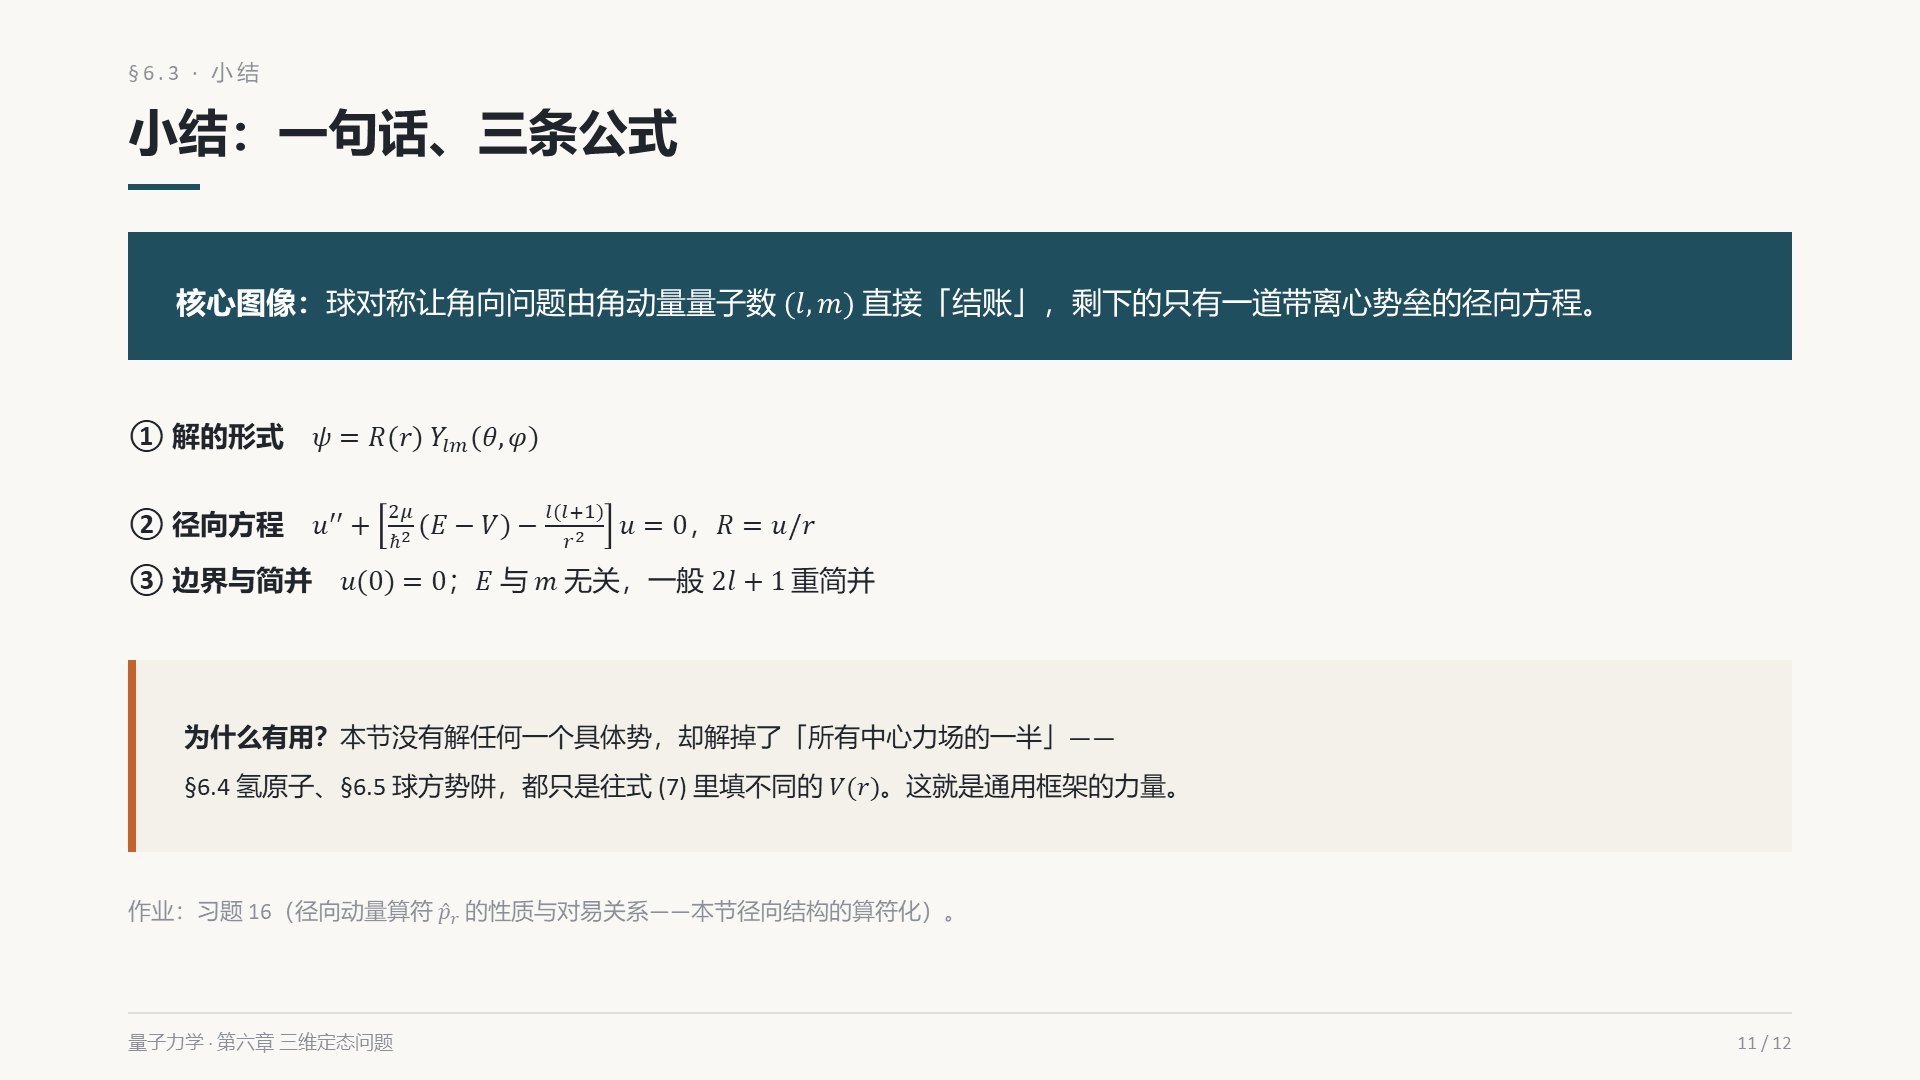 §6.3 · 小结
小结：一句话、三条公式
核心图像：球对称让角向问题由角动量量子数 (l, m) 直接「结账」，剩下的只有一道带离心势垒的径向方程。
① 解的形式 ψ = R(r) Y_{lm}(θ, φ)
② 径向方程 u′′ + [2μ/ħ² (E − V) − l(l+1)/r²] u = 0，R = u/r
③ 边界与简并 u(0) = 0；E 与 m 无关，一般 2l + 1 重简并
为什么有用？本节没有解任何一个具体势，却解掉了「所有中心力场的一半」——
§6.4 氢原子、§6.5 球方势阱，都只是往式 (7) 里填不同的 V(r)。这就是通用框架的力量。
作业：习题 16（径向动量算符 p̂_r 的性质与对易关系——本节径向结构的算符化）。
量子力学 · 第六章 三维定态问题
11 / 12